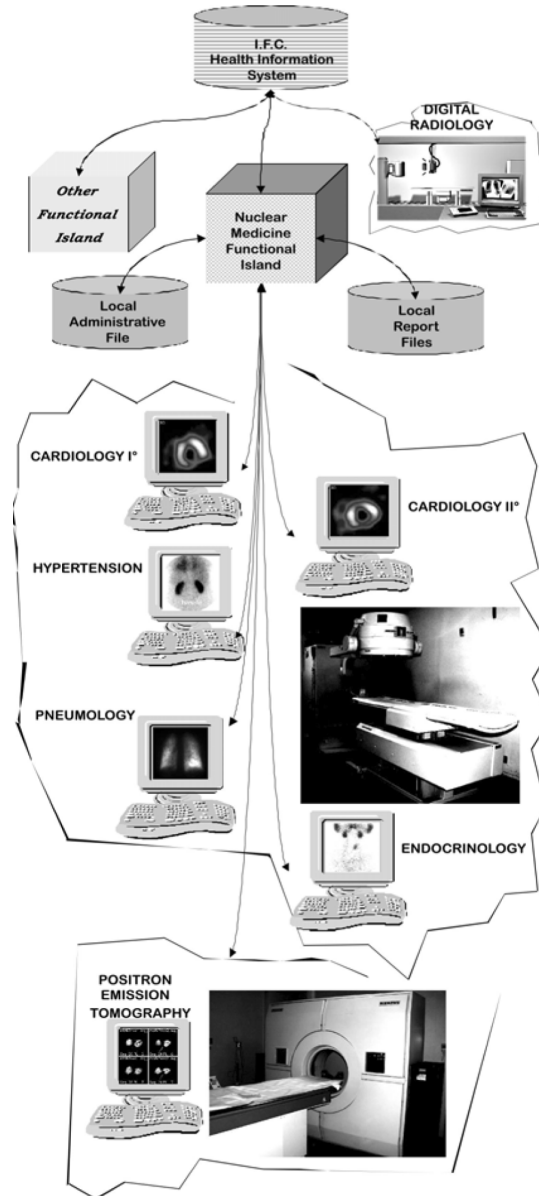 I.F.C.
Health Information
System
DIGITAL
RADIOLOGY
Other
Functional
Island
Nuclear
Medicine
Functional
Island
Local
Administrative
File
Local
Report
Files
CARDIOLOGY I°
CARDIOLOGY II°
HYPERTENSION
PNEUMOLOGY
ENDOCRINOLOGY
POSITRON
EMISSION
TOMOGRAPHY
SIEMENS